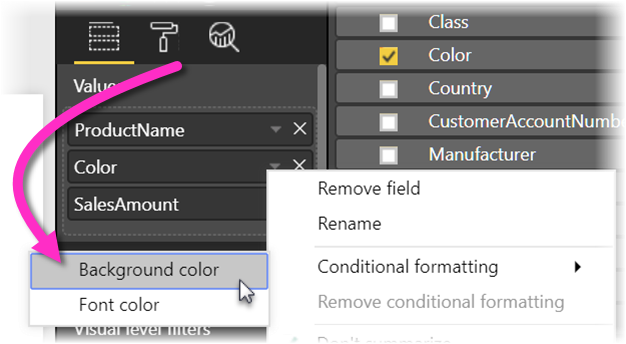 Class
Color
Country
CustomerAccountNumbe
Manufacturer
Value
ProductName
Color
SalesAmount
Remove field
Rename
Conditional formatting
Remove conditional formatting
Don't summarize
Background color
Font color
Visual level filters